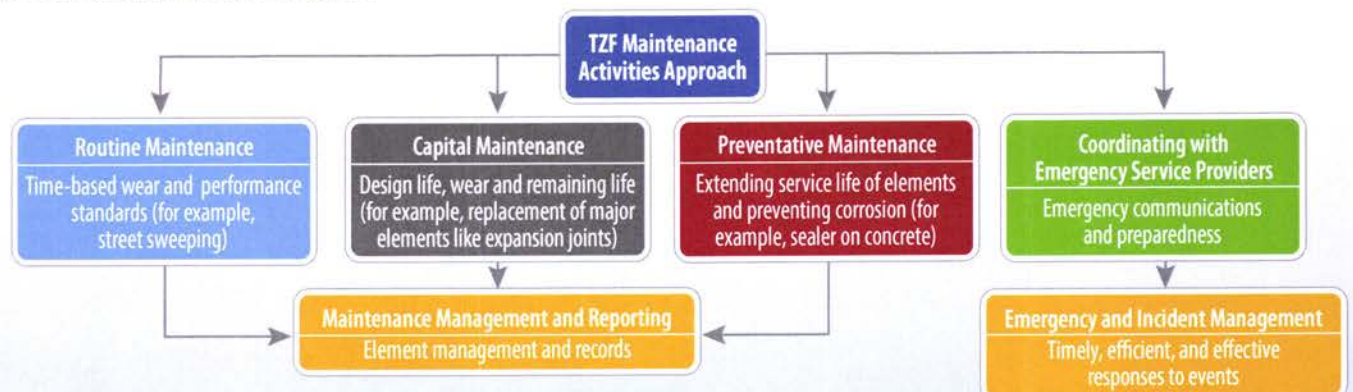 TZF Maintenance
Activities Approach
Routine Maintenance
Time-based wear and performance
standards (for example,
street sweeping)
Capital Maintenance
Design life, wear and remaining life
(for example, replacement of major
elements like expansion joints)
Preventative Maintenance
Extending service life of elements
and preventing corrosion (for
example, sealer on concrete)
Coordinating with
Emergency Service Providers
Emergency communications
and preparedness
Maintenance Management and Reporting
Element management and records
Emergency and Incident Management
Timely, efficient, and effective
responses to events